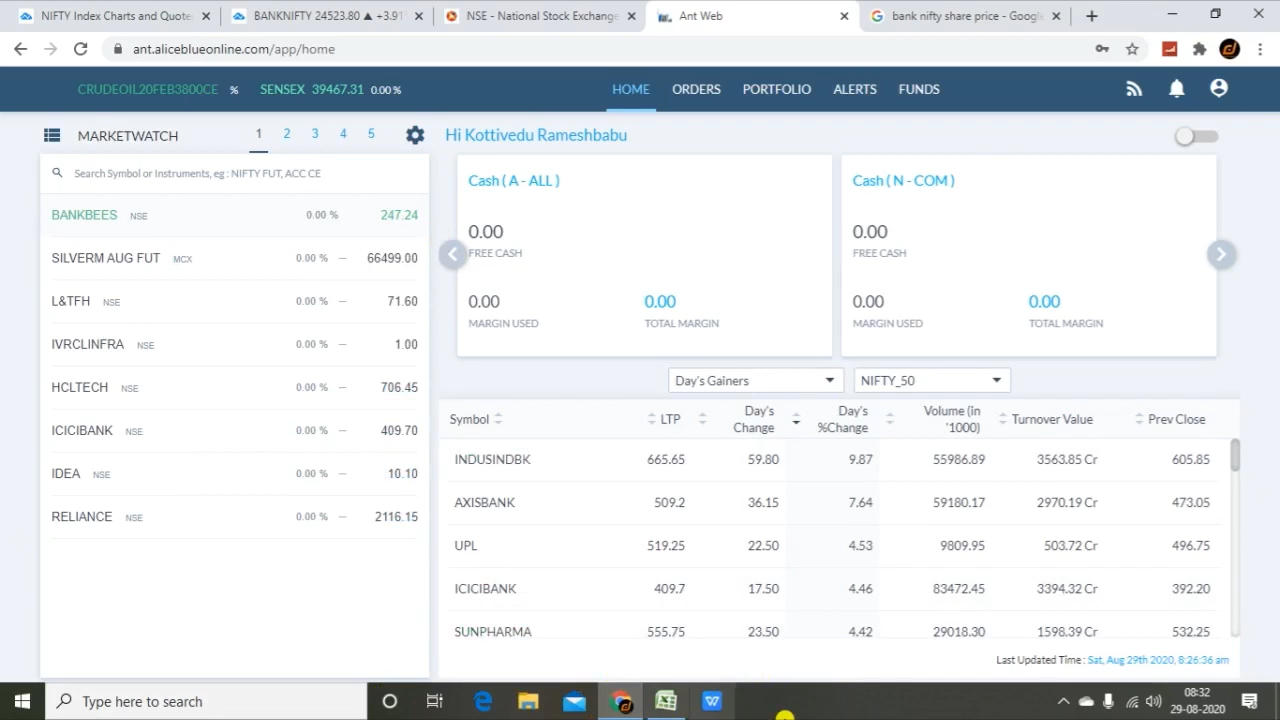 NIFTY Index Charts and Quote
BANKNIFTY 24523.80 ▲ +3.9
NSE - National Stock Exchange
Ant Web
bank nifty share price - Google
ant.aliceblueonline.com/app/home
CRUDEOIL20FEB3800CE %
SENSEX 39467.31 0.00 %
HOME ORDERS PORTFOLIO ALERTS FUNDS
MARKETWATCH 1 2 3 4 5
Hi Kottivedu Rameshbabu
Search Symbol or Instruments, eg : NIFTY FUT, ACC CE
BANKBEES NSE 0.00 % 247.24
SILVERM AUG FUT MCX 0.00 % — 66499.00
L&TFH NSE 0.00 % — 71.60
IVRCLINFRA NSE 0.00 % — 1.00
HCLTECH NSE 0.00 % — 706.45
ICICIBANK NSE 0.00 % — 409.70
IDEA NSE 0.00 % — 10.10
RELIANCE NSE 0.00 % — 2116.15
Cash ( A - ALL )
0.00
FREE CASH
0.00 0.00
MARGIN USED TOTAL MARGIN
Cash ( N - COM )
0.00
FREE CASH
0.00 0.00
MARGIN USED TOTAL MARGIN
Day's Gainers NIFTY_50
Symbol LTP Day's Change Day's %Change Volume (in '1000) Turnover Value Prev Close
INDUSINDBK 665.65 59.80 9.87 55986.89 3563.85 Cr 605.85
AXISBANK 509.2 36.15 7.64 59180.17 2970.19 Cr 473.05
UPL 519.25 22.50 4.53 9809.95 503.72 Cr 496.75
ICICIBANK 409.7 17.50 4.46 83472.45 3394.32 Cr 392.20
SUNPHARMA 555.75 23.50 4.42 29018.30 1598.39 Cr 532.25
Last Updated Time : Sat, Aug 29th 2020, 8:26:36 am
Type here to search
08:32
29-08-2020